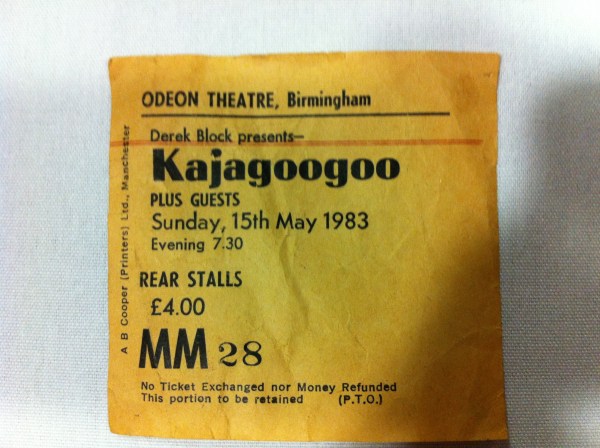 ODEON THEATRE, Birmingham
Derek Block presents—
Kajagoogoo
PLUS GUESTS
Sunday, 15th May 1983
Evening 7.30
REAR STALLS
£4.00
MM 28
No Ticket Exchanged nor Money Refunded
This portion to be retained (P.T.O.)
A B Cooper (Printers) Ltd., Manchester